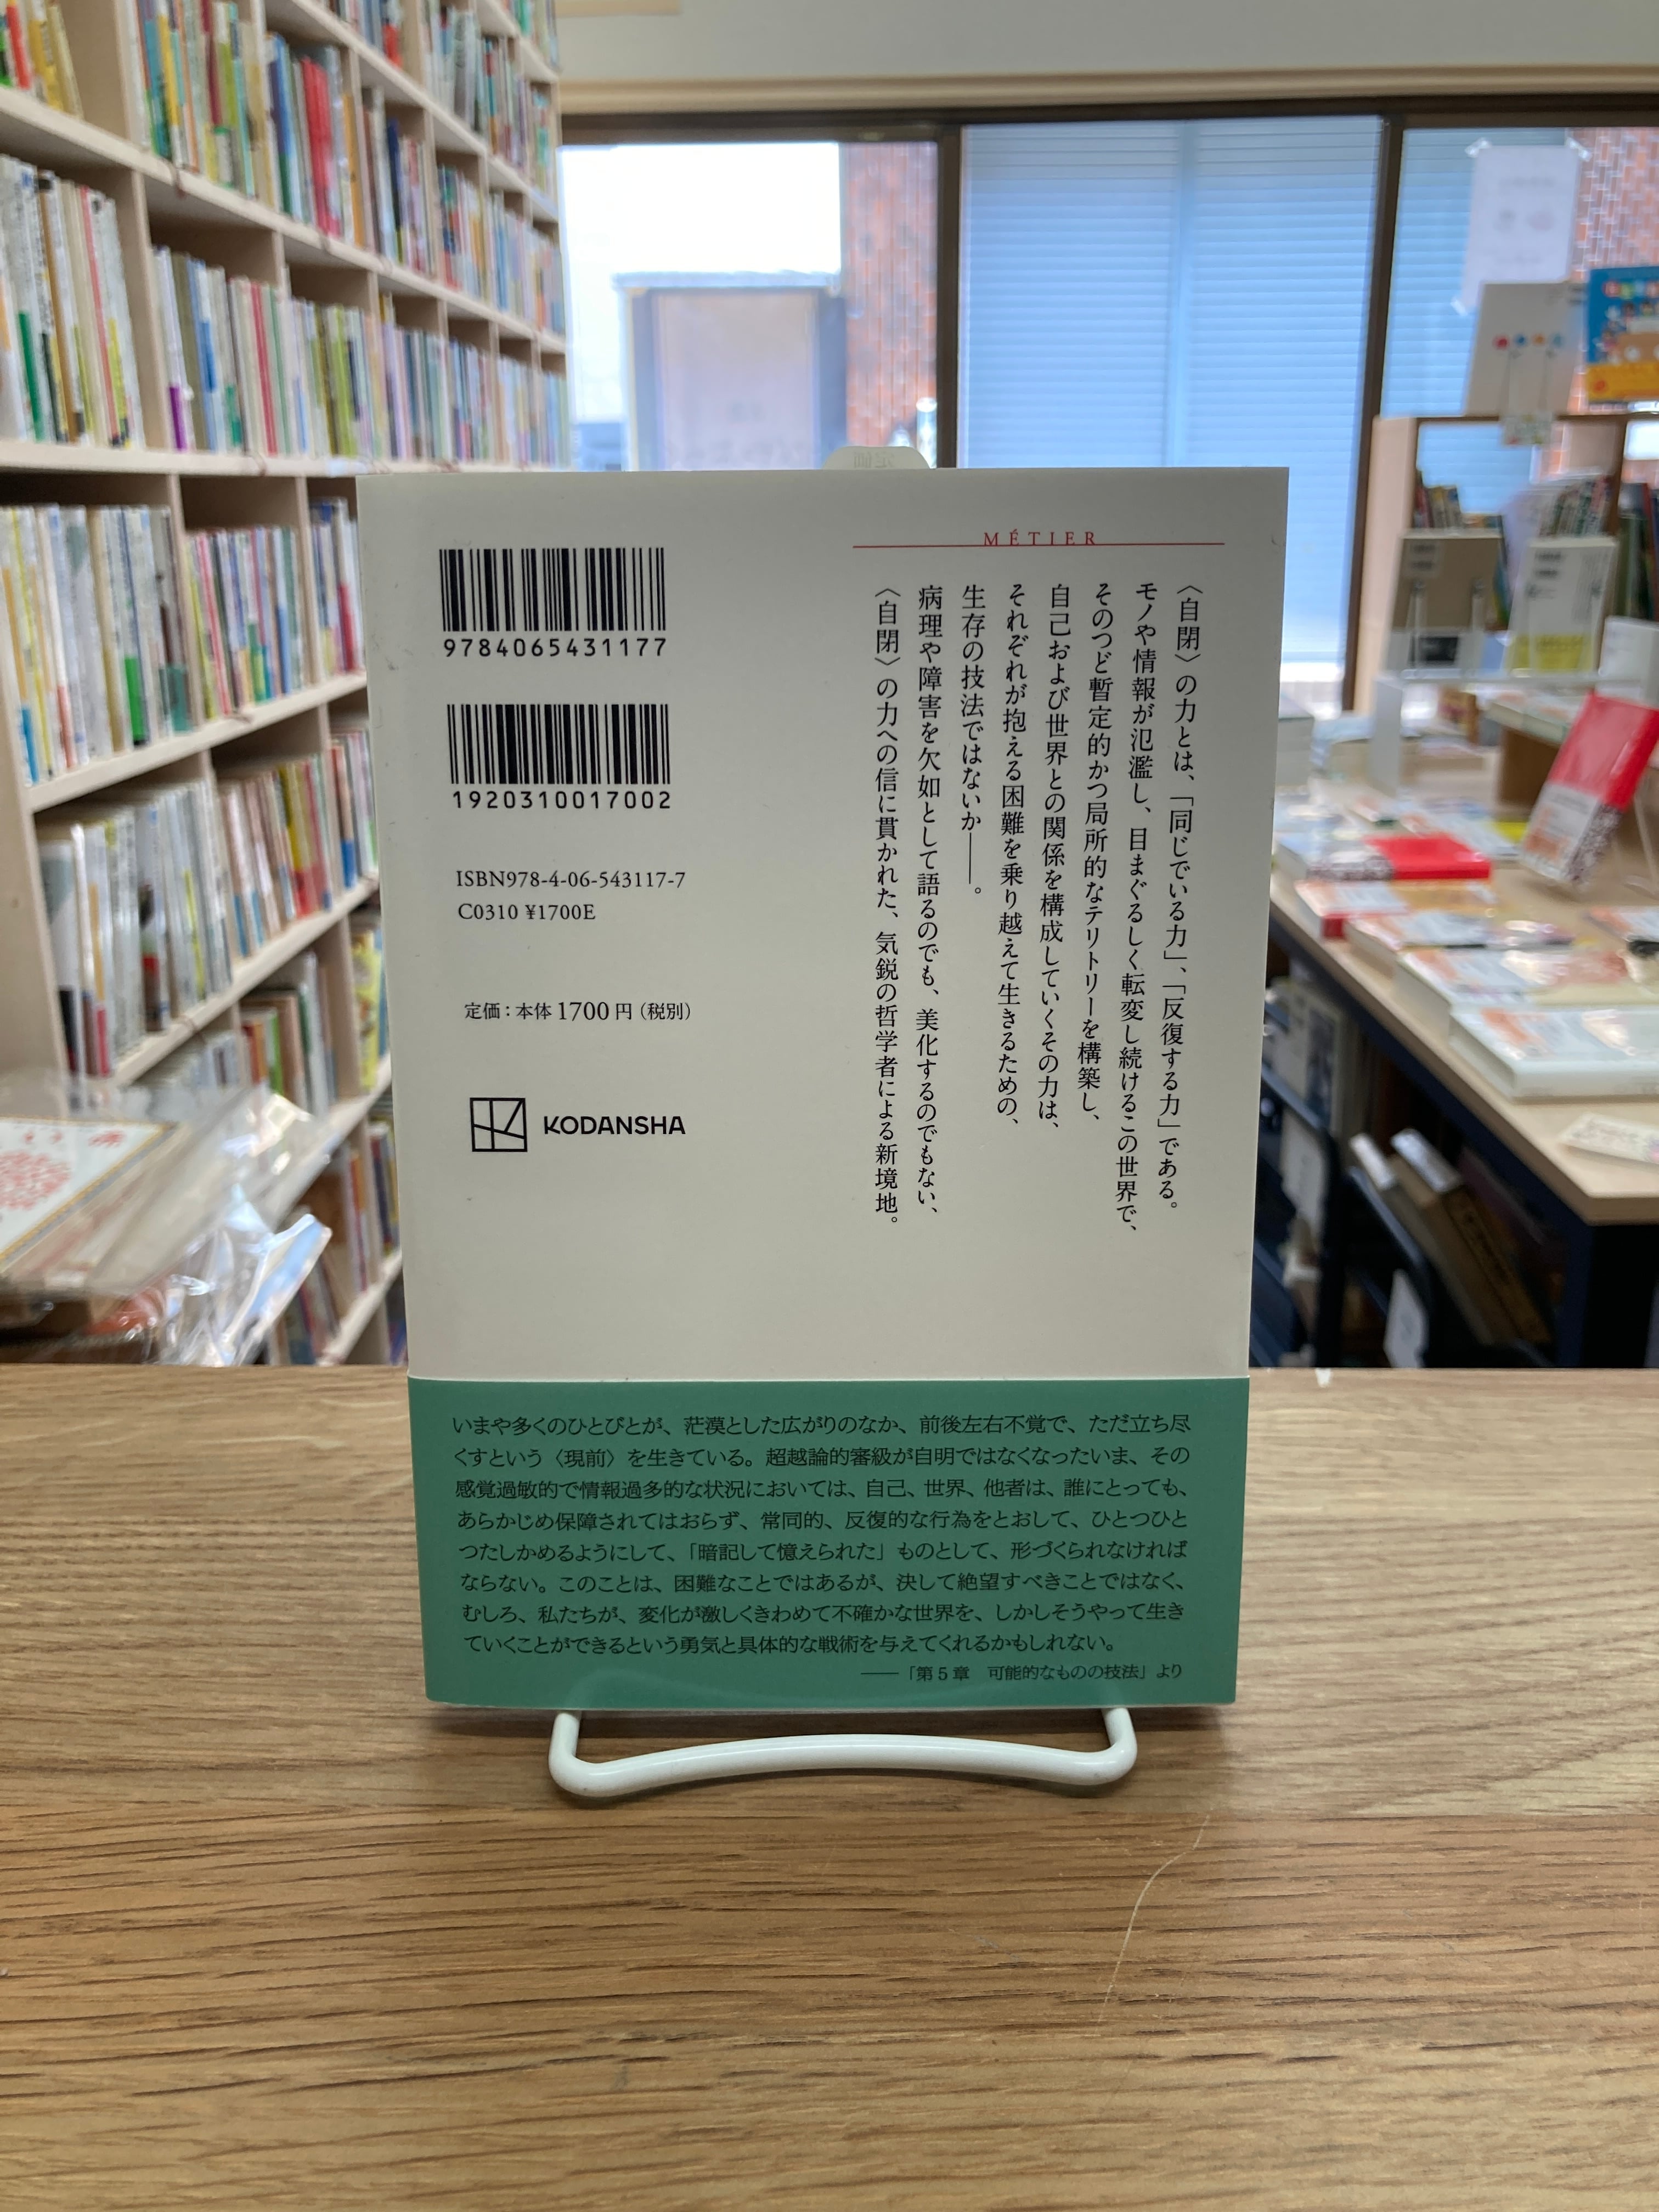 MÉTIER
〈自閉〉の力とは、「同じでいる力」、「反復する力」である。
モノや情報が氾濫し、目まぐるしく転変し続けるこの世界で、
そのつど暫定的かつ局所的なテリトリーを構築し、
自己および世界との関係を構成していくその力は、
それぞれが抱える困難を乗り越えて生きるための、
生存の技法ではないか――。
病理や障害を欠如として語るのでも、美化するのでもない、
〈自閉〉の力への信に貫かれた、気鋭の哲学者による新境地。
9784065431177
1920310017002
ISBN978-4-06-543117-7
C0310 ¥1700E
定価：本体1700円（税別）
KODANSHA
いまや多くのひとびとが、茫漠とした広がりのなか、前後左右不覚で、ただ立ち尽
くすという〈現前〉を生きている。超越論的審級が自明ではなくなったいま、その
感覚過敏的で情報過多的な状況においては、自己、世界、他者は、誰にとっても、
あらかじめ保障されてはおらず、常同的、反復的な行為をとおして、ひとつひと
つたしかめるようにして、「暗記して憶えられた」ものとして、形づくられなければ
ならない。このことは、困難なことではあるが、決して絶望すべきことではなく、
むしろ、私たちが、変化が激しくきわめて不確かな世界を、しかしそうやって生き
ていくことができるという勇気と具体的な戦術を与えてくれるかもしれない。
――「第5章　可能的なものの技法」より